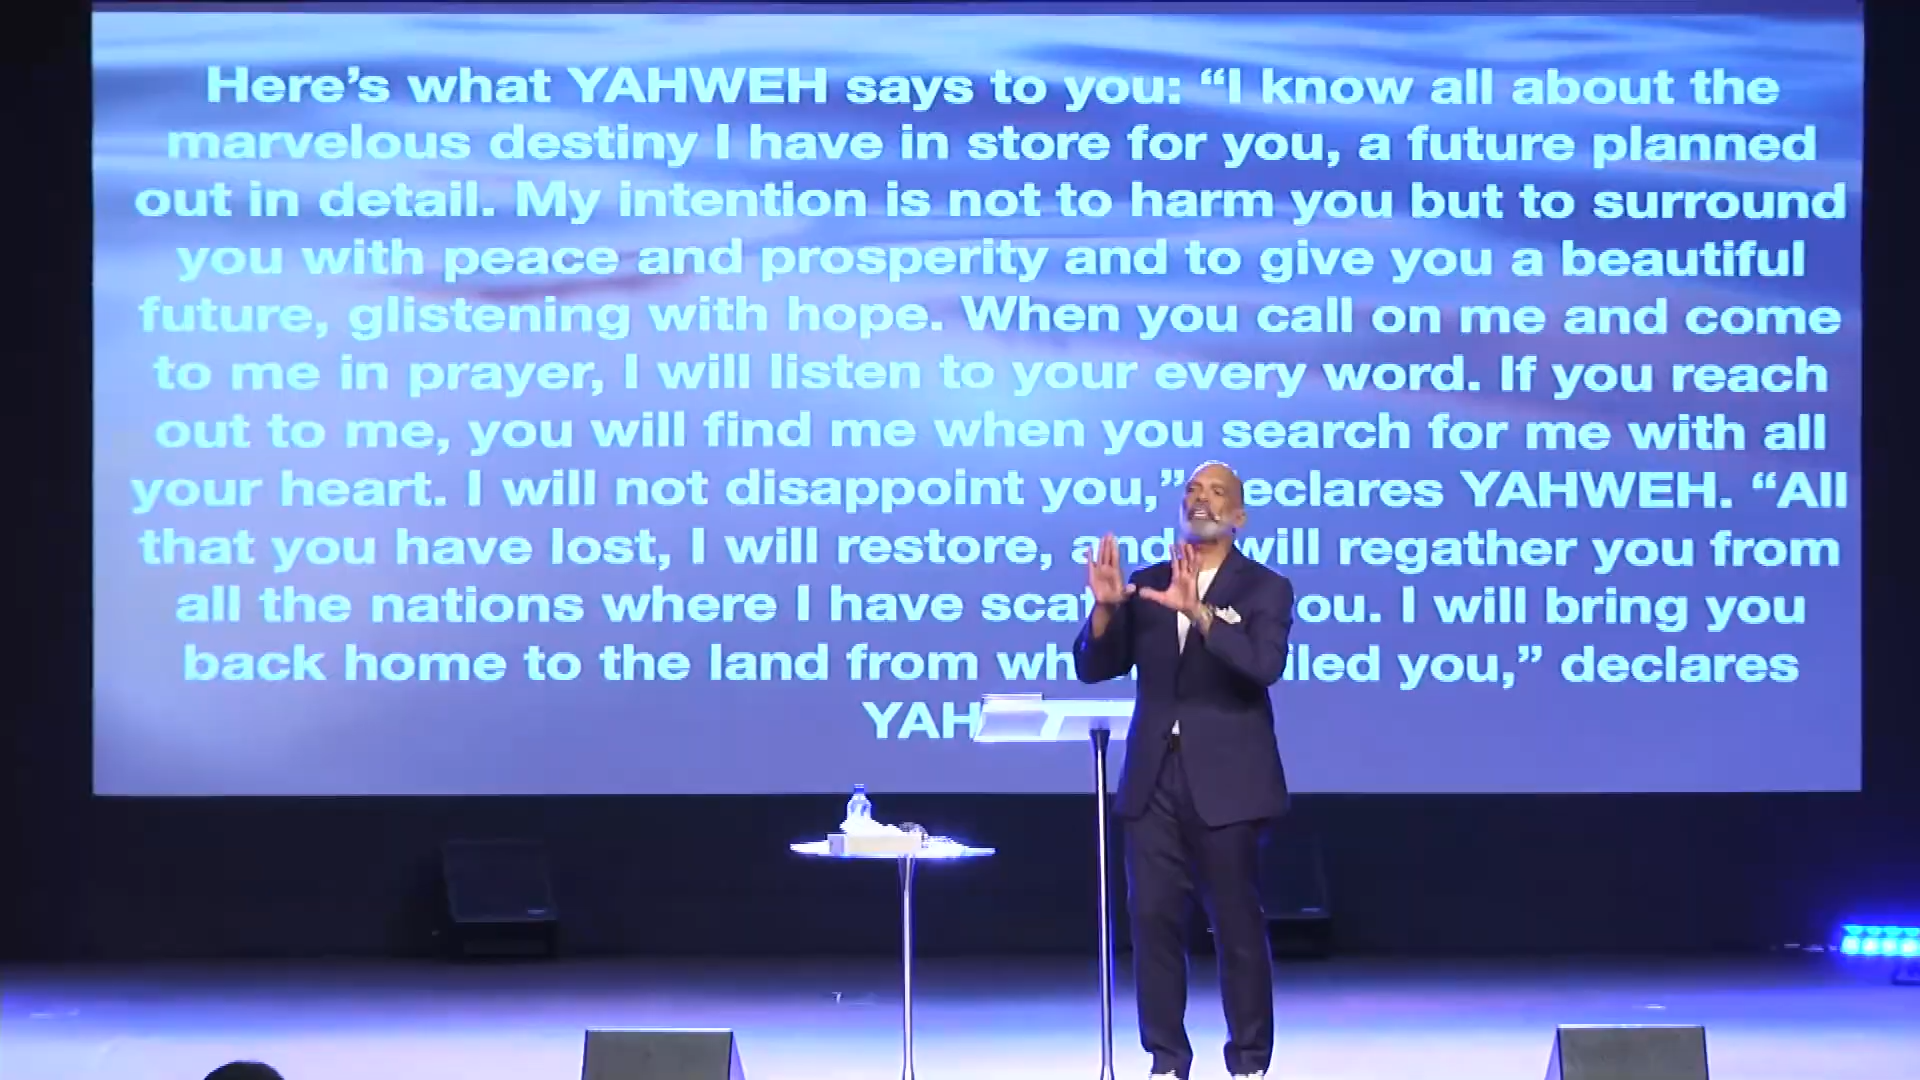 Here’s what YAHWEH says to you: “I know all about the
marvelous destiny I have in store for you, a future planned
out in detail. My intention is not to harm you but to surround
you with peace and prosperity and to give you a beautiful
future, glistening with hope. When you call on me and come
to me in prayer, I will listen to your every word. If you reach
out to me, you will find me when you search for me with all
your heart. I will not disappoint you,” eclares YAHWEH. “All
that you have lost, I will restore, and will regather you from
all the nations where I have scat ou. I will bring you
back home to the land from wh iled you,” declares
YAH